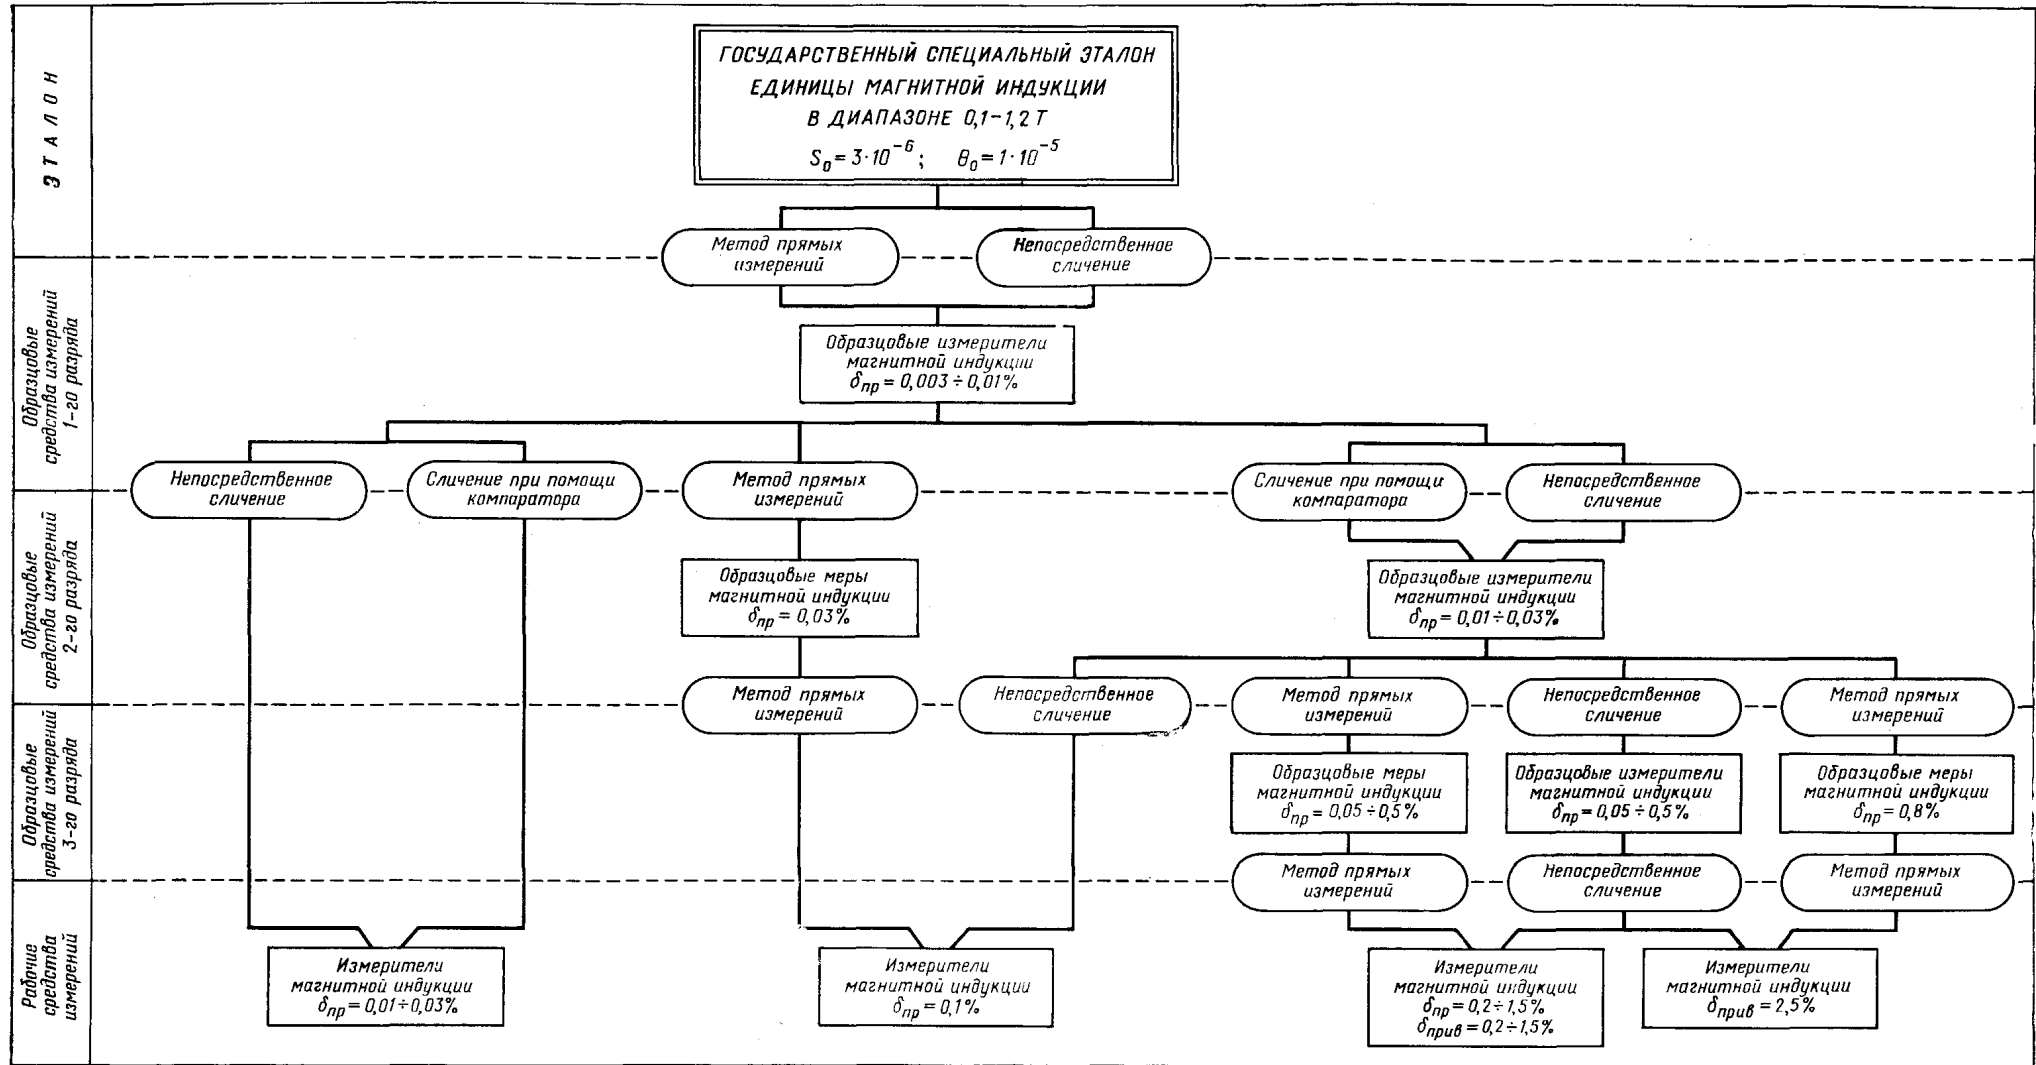 ЭТАЛОН
ГОСУДАРСТВЕННЫЙ СПЕЦИАЛЬНЫЙ ЭТАЛОН
ЕДИНИЦЫ МАГНИТНОЙ ИНДУКЦИИ
В ДИАПАЗОНЕ 0,1-1,2 Т
S₀ = 3·10⁻⁶; θ₀ = 1·10⁻⁵
Метод прямых
измерений
Непосредственное
сличение
Образцовые
средства измерений
1-го разряда
Образцовые измерители
магнитной индукции
δпр = 0,003÷0,01%
Непосредственное
сличение
Сличение при помощи
компаратора
Метод прямых
измерений
Сличение при помощи
компаратора
Непосредственное
сличение
Образцовые
средства измерений
2-го разряда
Образцовые меры
магнитной индукции
δпр = 0,03%
Образцовые измерители
магнитной индукции
δпр = 0,01÷0,03%
Метод прямых
измерений
Непосредственное
сличение
Метод прямых
измерений
Непосредственное
сличение
Метод прямых
измерений
Образцовые
средства измерений
3-го разряда
Образцовые меры
магнитной индукции
δпр = 0,05÷0,5%
Образцовые измерители
магнитной индукции
δпр = 0,05÷0,5%
Образцовые меры
магнитной индукции
δпр = 0,8%
Метод прямых
измерений
Непосредственное
сличение
Метод прямых
измерений
Рабочие
средства
измерений
Измерители
магнитной индукции
δпр = 0,01÷0,03%
Измерители
магнитной индукции
δпр = 0,1%
Измерители
магнитной индукции
δпр = 0,2÷1,5%
δприв = 0,2÷1,5%
Измерители
магнитной индукции
δприв = 2,5%